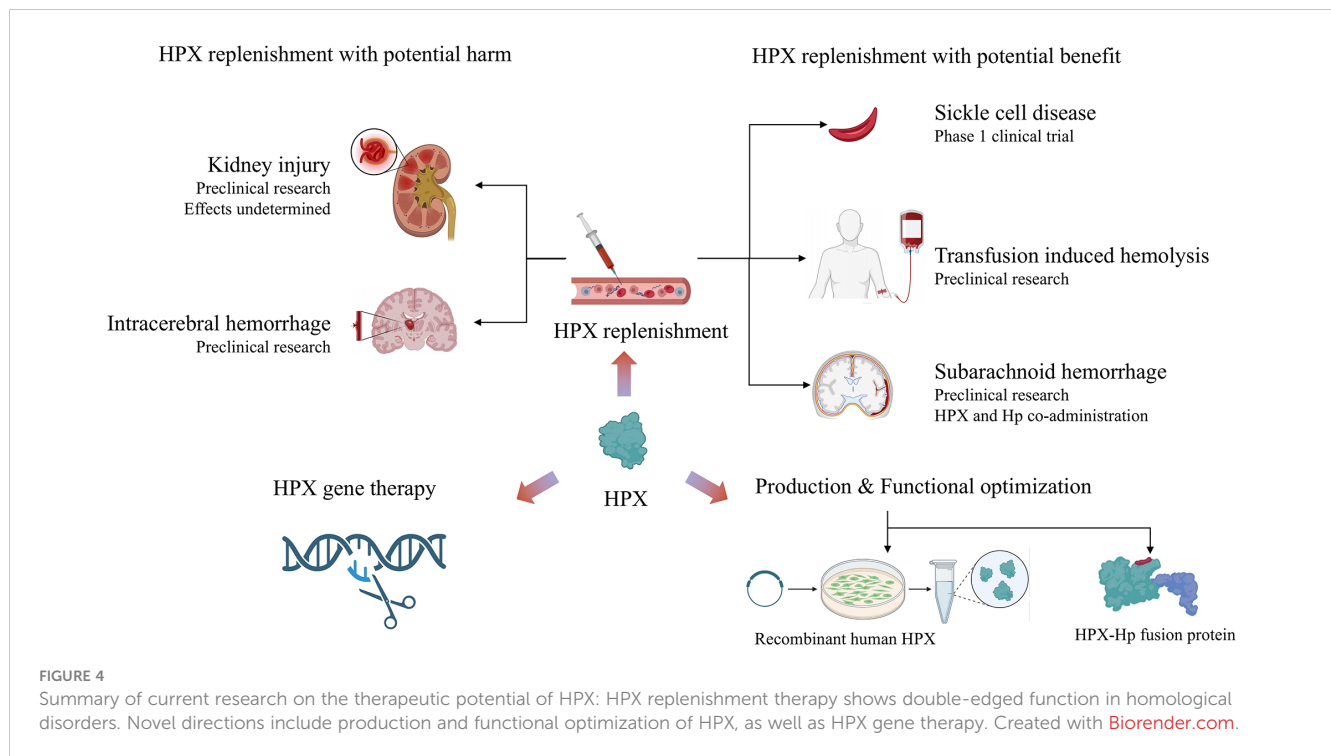 HPX replenishment with potential harm
HPX replenishment with potential benefit
Kidney injury
Preclinical research
Effects undetermined
Intracerebral hemorrhage
Preclinical research
HPX replenishment
Sickle cell disease
Phase 1 clinical trial
Transfusion induced hemolysis
Preclinical research
Subarachnoid hemorrhage
Preclinical research
HPX and Hp co-administration
HPX gene therapy
HPX
Production & Functional optimization
Recombinant human HPX
HPX-Hp fusion protein
FIGURE 4
Summary of current research on the therapeutic potential of HPX: HPX replenishment therapy shows double-edged function in homological
disorders. Novel directions include production and functional optimization of HPX, as well as HPX gene therapy. Created with Biorender.com.